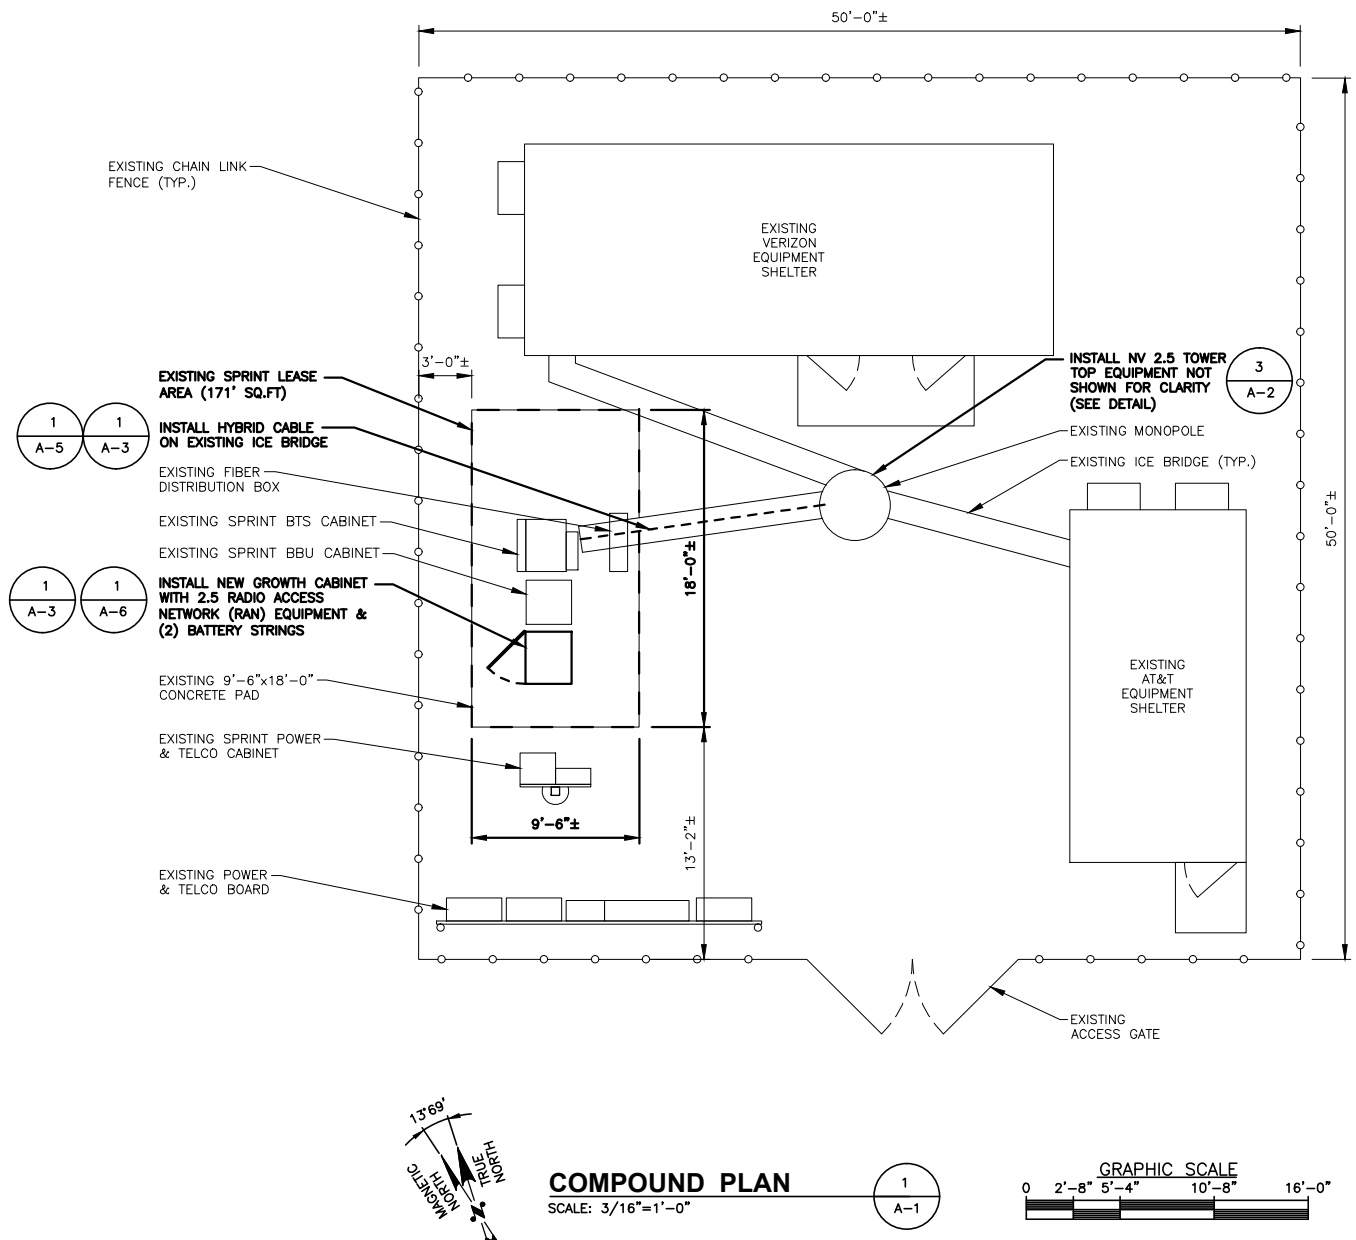 50'-0"±
EXISTING CHAIN LINK
FENCE (TYP.)
EXISTING
VERIZON
EQUIPMENT
SHELTER
3'-0"±
EXISTING SPRINT LEASE
AREA (171' SQ.FT)
1
A-5
1
A-3
INSTALL HYBRID CABLE
ON EXISTING ICE BRIDGE
EXISTING FIBER
DISTRIBUTION BOX
EXISTING SPRINT BTS CABINET
EXISTING SPRINT BBU CABINET
1
A-3
1
A-6
INSTALL NEW GROWTH CABINET
WITH 2.5 RADIO ACCESS
NETWORK (RAN) EQUIPMENT &
(2) BATTERY STRINGS
EXISTING 9'-6"x18'-0"
CONCRETE PAD
EXISTING SPRINT POWER
& TELCO CABINET
EXISTING POWER
& TELCO BOARD
18'-0"±
9'-6"±
13'-2"±
INSTALL NV 2.5 TOWER
TOP EQUIPMENT NOT
SHOWN FOR CLARITY
(SEE DETAIL)
3
A-2
EXISTING MONOPOLE
EXISTING ICE BRIDGE (TYP.)
50'-0"±
EXISTING
AT&T
EQUIPMENT
SHELTER
EXISTING
ACCESS GATE
13°69'
MAGNETIC
NORTH
TRUE
NORTH
N
COMPOUND PLAN
SCALE: 3/16"=1'-0"
1
A-1
GRAPHIC SCALE
0 2'-8" 5'-4" 10'-8" 16'-0"